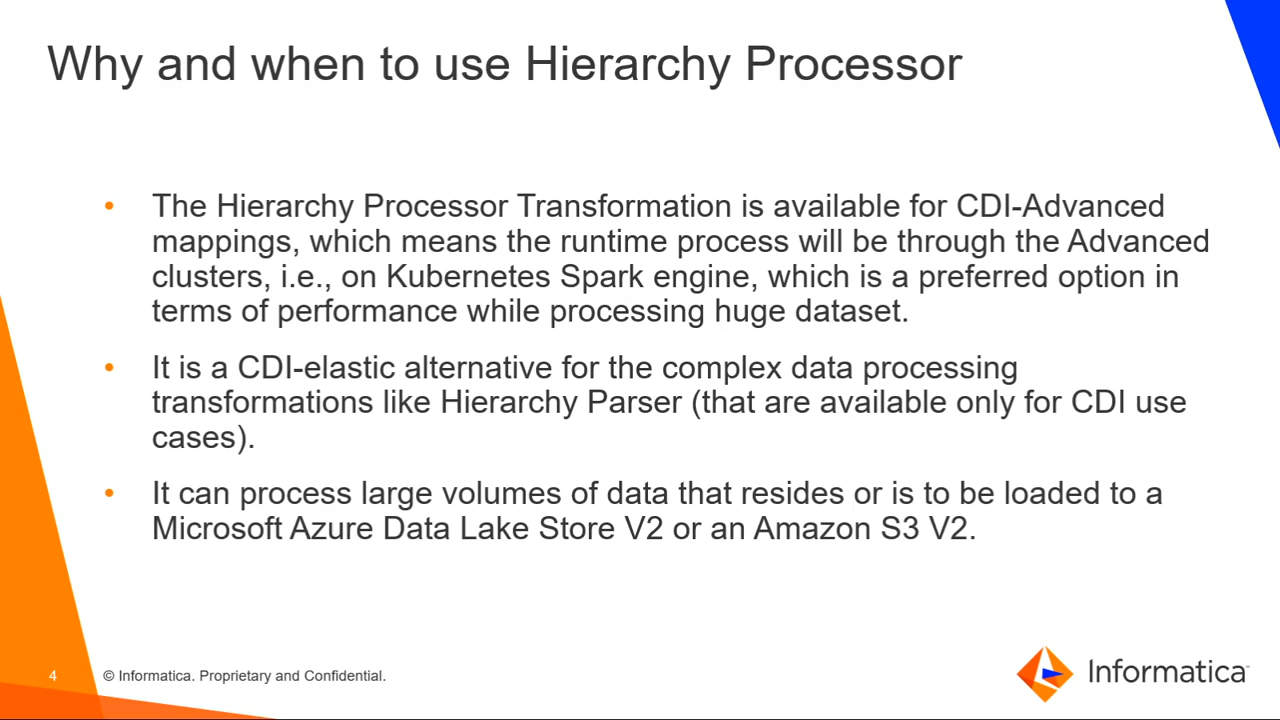 Why and when to use Hierarchy Processor
• The Hierarchy Processor Transformation is available for CDI-Advanced
mappings, which means the runtime process will be through the Advanced
clusters, i.e., on Kubernetes Spark engine, which is a preferred option in
terms of performance while processing huge dataset.
• It is a CDI-elastic alternative for the complex data processing
transformations like Hierarchy Parser (that are available only for CDI use
cases).
• It can process large volumes of data that resides or is to be loaded to a
Microsoft Azure Data Lake Store V2 or an Amazon S3 V2.
4
© Informatica. Proprietary and Confidential.
Informatica